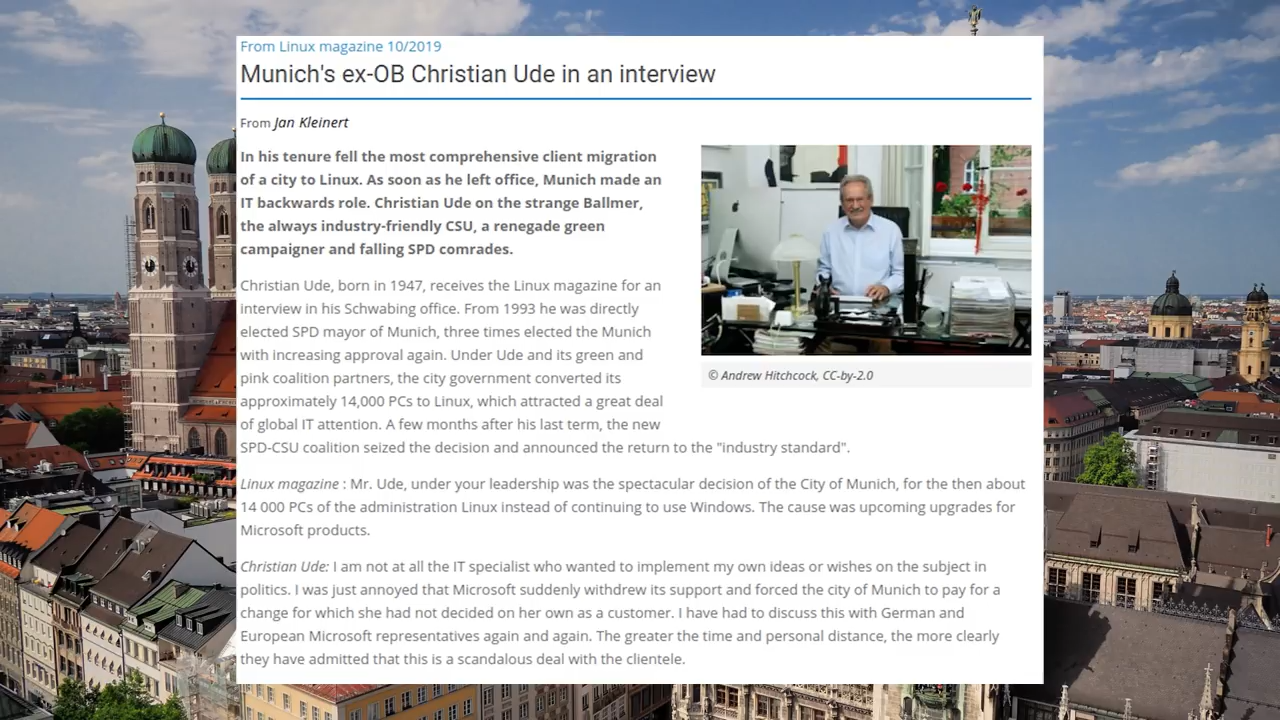 From Linux magazine 10/2019
Munich's ex-OB Christian Ude in an interview
From Jan Kleinert
In his tenure fell the most comprehensive client migration
of a city to Linux. As soon as he left office, Munich made an
IT backwards role. Christian Ude on the strange Ballmer,
the always industry-friendly CSU, a renegade green
campaigner and falling SPD comrades.
Christian Ude, born in 1947, receives the Linux magazine for an
interview in his Schwabing office. From 1993 he was directly
elected SPD mayor of Munich, three times elected the Munich
with increasing approval again. Under Ude and its green and
pink coalition partners, the city government converted its
approximately 14,000 PCs to Linux, which attracted a great deal
of global IT attention. A few months after his last term, the new
SPD-CSU coalition seized the decision and announced the return to the "industry standard".
© Andrew Hitchcock, CC-by-2.0
Linux magazine : Mr. Ude, under your leadership was the spectacular decision of the City of Munich, for the then about
14 000 PCs of the administration Linux instead of continuing to use Windows. The cause was upcoming upgrades for
Microsoft products.
Christian Ude: I am not at all the IT specialist who wanted to implement my own ideas or wishes on the subject in
politics. I was just annoyed that Microsoft suddenly withdrew its support and forced the city of Munich to pay for a
change for which she had not decided on her own as a customer. I have had to discuss this with German and
European Microsoft representatives again and again. The greater the time and personal distance, the more clearly
they have admitted that this is a scandalous deal with the clientele.